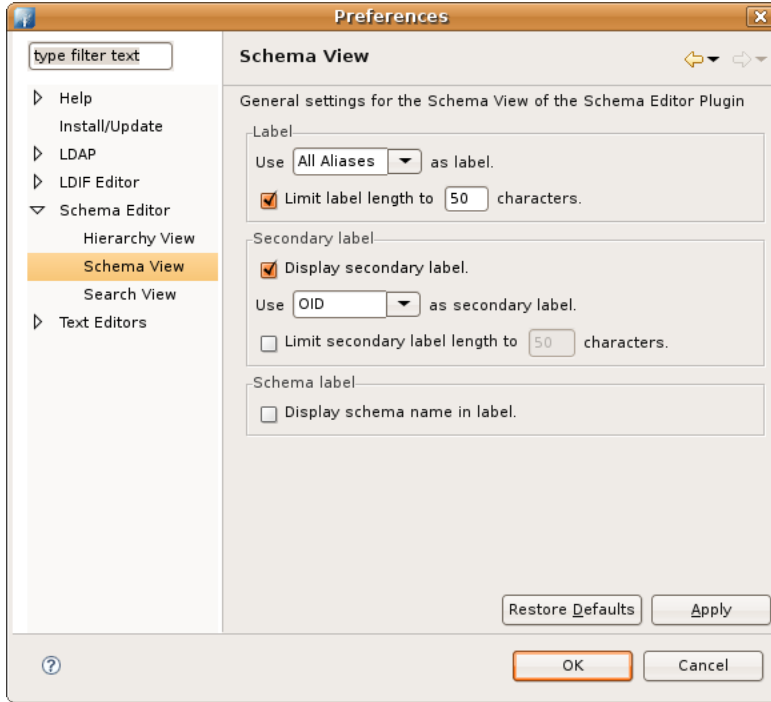 Preferences
type filter text
Help
Install/Update
LDAP
LDIF Editor
Schema Editor
Hierarchy View
Schema View
Search View
Text Editors
Schema View
General settings for the Schema View of the Schema Editor Plugin
Label
Use All Aliases as label.
Limit label length to 50 characters.
Secondary label
Display secondary label.
Use OID as secondary label.
Limit secondary label length to 50 characters.
Schema label
Display schema name in label.
Restore Defaults Apply
? OK Cancel